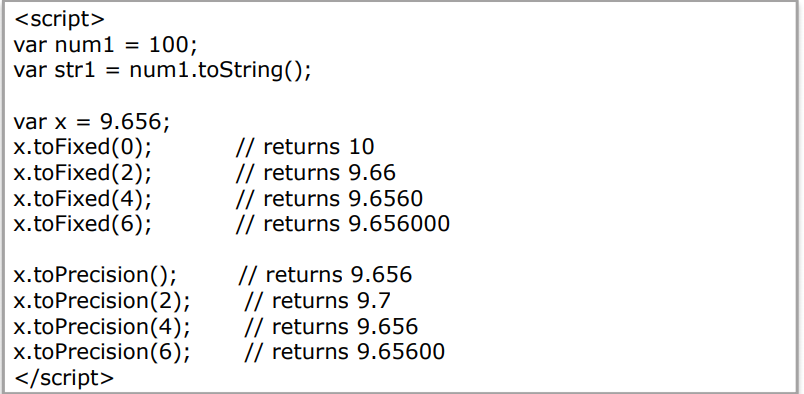 <script>
var num1 = 100;
var str1 = num1.toString();
var x = 9.656;
x.toFixed(0); // returns 10
x.toFixed(2); // returns 9.66
x.toFixed(4); // returns 9.6560
x.toFixed(6); // returns 9.656000
x.toPrecision(); // returns 9.656
x.toPrecision(2); // returns 9.7
x.toPrecision(4); // returns 9.656
x.toPrecision(6); // returns 9.65600
</script>